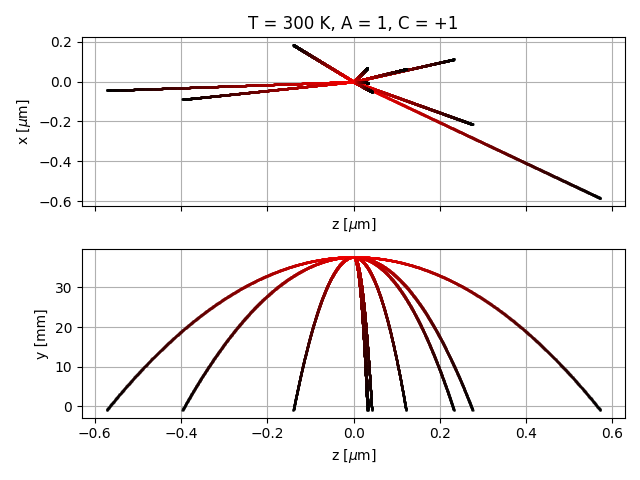 T = 300 K, A = 1, C = +1
x [μm]
0.2
0.0
−0.2
−0.4
−0.6
z [μm]
y [mm]
30
20
10
0
−0.6 −0.4 −0.2 0.0 0.2 0.4 0.6
z [μm]